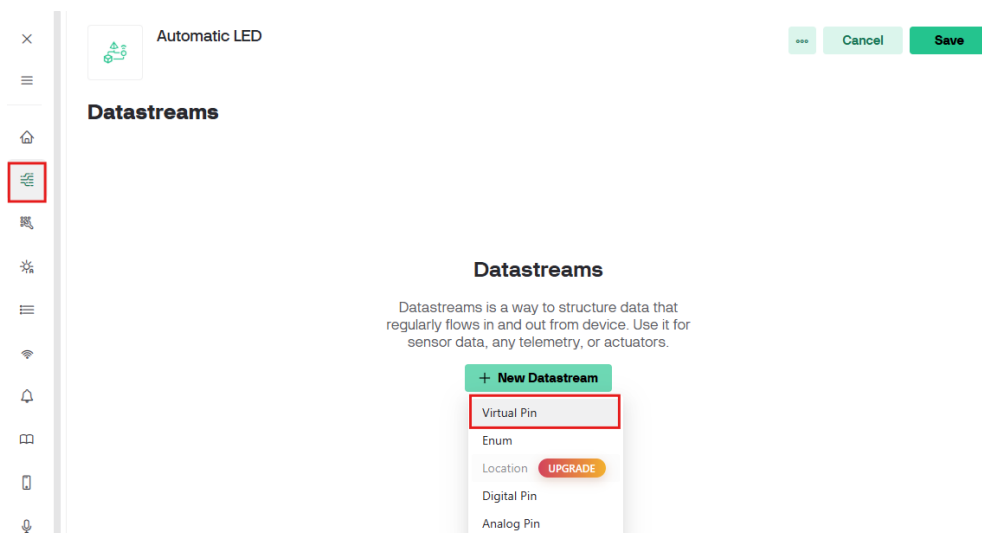 Automatic LED
Cancel
Save
Datastreams
Datastreams
Datastreams is a way to structure data that
regularly flows in and out from device. Use it for
sensor data, any telemetry, or actuators.
+ New Datastream
Virtual Pin
Enum
Location UPGRADE
Digital Pin
Analog Pin